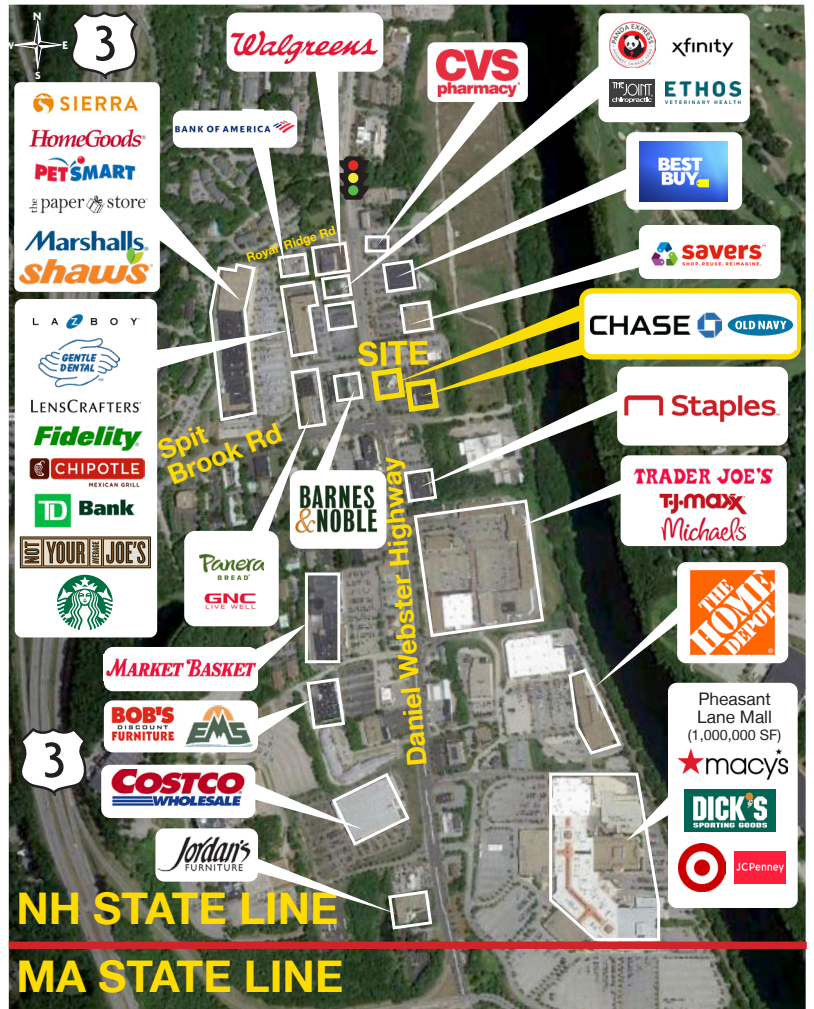 N
W
E
S
3
Walgreens
CVS
pharmacy
PANDA EXPRESS
xfinity
THE JOINT
chiropractic
ETHOS
VETERINARY HEALTH
SIERRA
HomeGoods
PETSMART
the paper store
Marshalls
Shaw's
BANK OF AMERICA
BEST
BUY
savers™
SHOP. REUSE. REIMAGINE.
Royal Ridge Rd
CHASE
OLD NAVY
SITE
LA Z BOY
GENTLE
DENTAL
LENSCRAFTERS
Fidelity
CHIPOTLE
MEXICAN GRILL
TD Bank
NOT YOUR AVERAGE JOE'S
Spit
Brook Rd
Staples
BARNES
&NOBLE
Daniel Webster Highway
TRADER JOE'S
T.J.maxx
Michaels
Panera
BREAD®
GNC
LIVE WELL
THE
HOME
DEPOT
MARKET BASKET
BOB'S
DISCOUNT
FURNITURE
EMS
Pheasant
Lane Mall
(1,000,000 SF)
macy's
DICK'S
SPORTING GOODS
JCPenney
3
COSTCO
WHOLESALE
Jordan's
FURNITURE
NH STATE LINE
MA STATE LINE